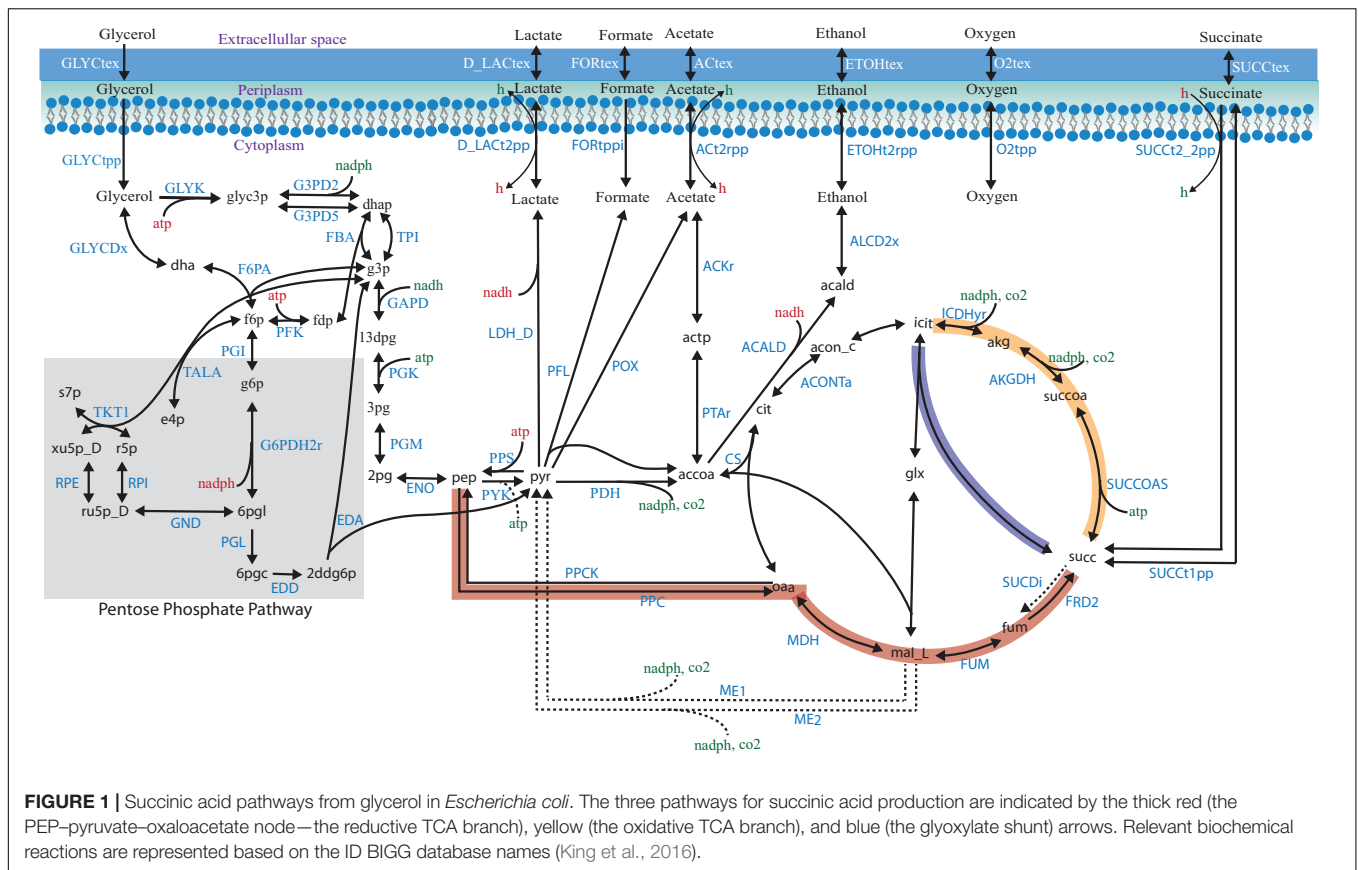 Glycerol
Extracellular space
Lactate
Formate
Acetate
Ethanol
Oxygen
Succinate
GLYCtex
D_LACtex
FORtex
ACtex
ETOHtex
O2tex
SUCCtex
Glycerol
Periplasm
h
Lactate
Formate
Acetate
h
Ethanol
Oxygen
h
Succinate
Cytoplasm
GLYCtpp
D_LACt2pp
FORtppi
ACt2rpp
ETOHt2rpp
O2tpp
SUCCt2_2pp
nadph
Glycerol
GLYK
glyc3p
G3PD2
dhap
h
Lactate
Formate
Acetate
h
Ethanol
Oxygen
h
atp
G3PD5
FBA
TPI
GLYCDx
dha
F6PA
g3p
ACKr
ALCD2x
acald
atp
nadh
GAPD
nadh
nadph, co2
f6p
PFK
fdp
LDH_D
icit
ICDHyr
13dpg
actp
ACALD
acon_c
akg
PGI
atp
nadph, co2
TALA
PGK
PFL
POX
ACONTa
AKGDH
g6p
s7p
3pg
PTAr
cit
succoa
TKT1
e4p
xu5p_D
r5p
G6PDH2r
PGM
atp
PPS
CS
2pg
pep
pyr
accoa
glx
RPE
RPI
nadph
ENO
PYK
PDH
nadph, co2
SUCCOAS
ru5p_D
GND
6pgl
EDA
atp
atp
PGL
succ
6pgc
EDD
2ddg6p
PPCK
oaa
SUCDi
SUCCt1pp
Pentose Phosphate Pathway
PPC
FRD2
fum
MDH
mal_L
FUM
nadph, co2
ME1
ME2
nadph, co2
FIGURE 1 | Succinic acid pathways from glycerol in Escherichia coli. The three pathways for succinic acid production are indicated by the thick red (the
PEP–pyruvate–oxaloacetate node—the reductive TCA branch), yellow (the oxidative TCA branch), and blue (the glyoxylate shunt) arrows. Relevant biochemical
reactions are represented based on the ID BIGG database names (King et al., 2016).